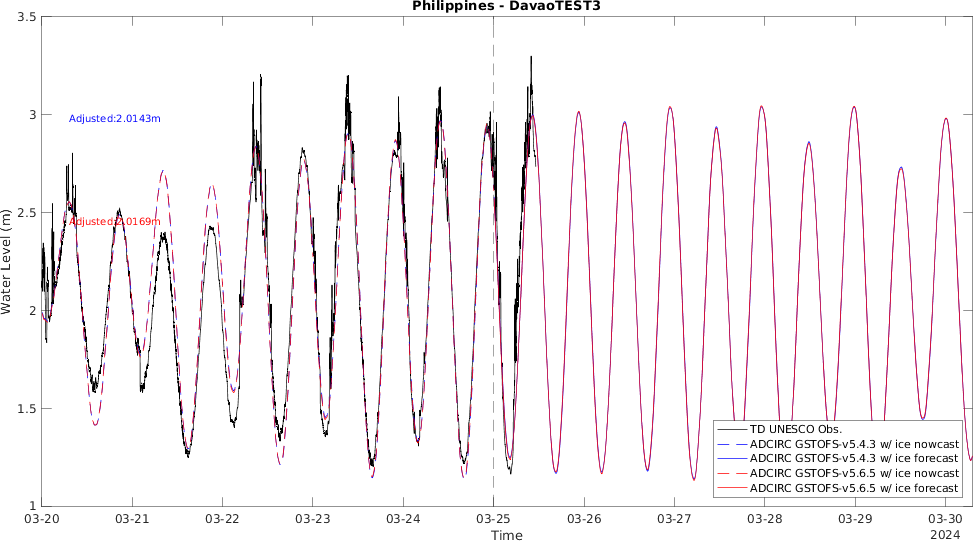 Philippines - DavaoTEST3
3.5
3
2.5
2
1.5
1
Water Level (m)
Adjusted:2.0143m
Adjusted:2.0169m
TD UNESCO Obs.
ADCIRC GSTOFS-v5.4.3 w/ ice nowcast
ADCIRC GSTOFS-v5.4.3 w/ ice forecast
ADCIRC GSTOFS-v5.6.5 w/ ice nowcast
ADCIRC GSTOFS-v5.6.5 w/ ice forecast
03-20 03-21 03-22 03-23 03-24 03-25 03-26 03-27 03-28 03-29 03-30
Time
2024